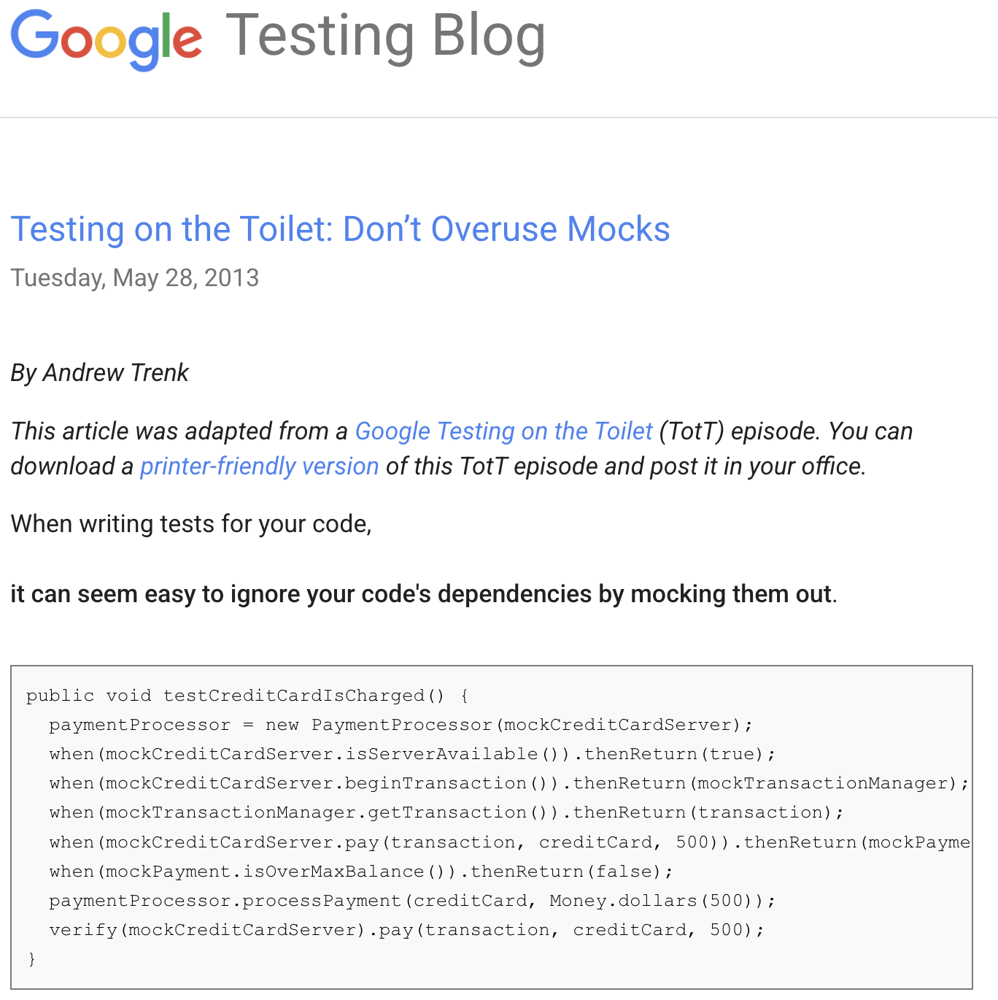 Google Testing Blog
Testing on the Toilet: Don’t Overuse Mocks
Tuesday, May 28, 2013
By Andrew Trenk
This article was adapted from a Google Testing on the Toilet (TotT) episode. You can
download a printer-friendly version of this TotT episode and post it in your office.
When writing tests for your code,
it can seem easy to ignore your code's dependencies by mocking them out.
public void testCreditCardIsCharged() {
  paymentProcessor = new PaymentProcessor(mockCreditCardServer);
  when(mockCreditCardServer.isServerAvailable()).thenReturn(true);
  when(mockCreditCardServer.beginTransaction()).thenReturn(mockTransactionManager);
  when(mockTransactionManager.getTransaction()).thenReturn(transaction);
  when(mockCreditCardServer.pay(transaction, creditCard, 500)).thenReturn(mockPayme
  when(mockPayment.isOverMaxBalance()).thenReturn(false);
  paymentProcessor.processPayment(creditCard, Money.dollars(500));
  verify(mockCreditCardServer).pay(transaction, creditCard, 500);
}